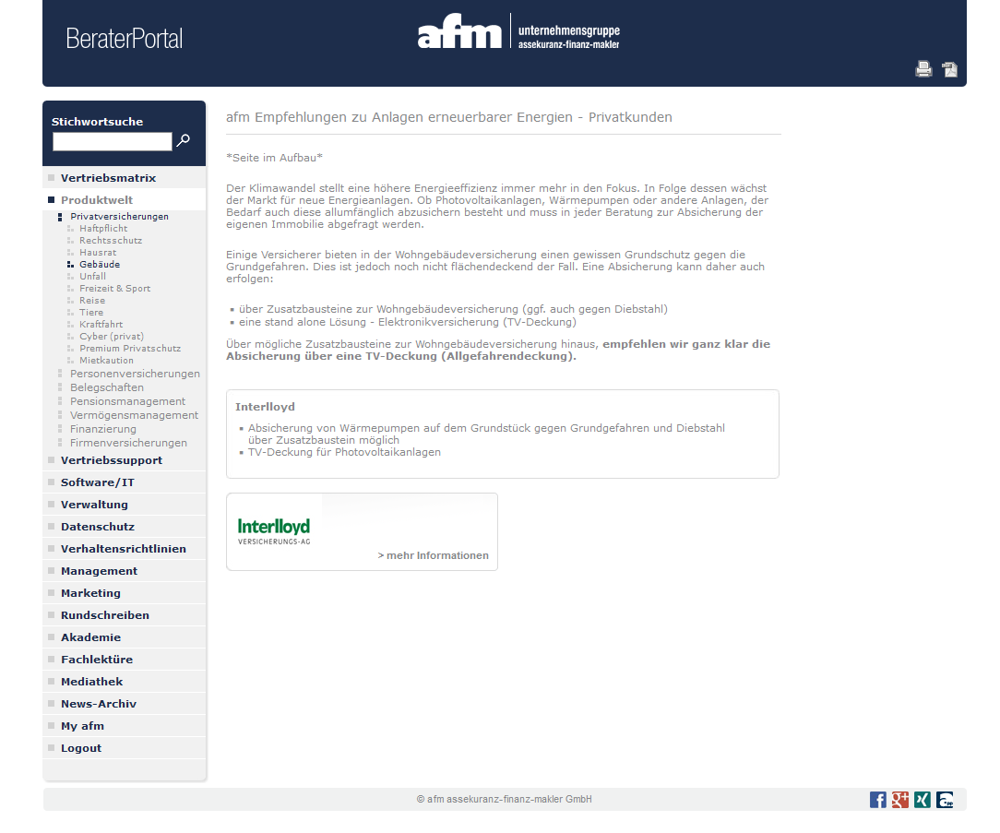 BeraterPortal
afm unternehmensgruppe
assekuranz-finanz-makler
Stichwortsuche
Vertriebsmatrix
Produktwelt
Privatversicherungen
Haftpflicht
Rechtsschutz
Hausrat
Gebäude
Unfall
Freizeit & Sport
Reise
Tiere
Kraftfahrt
Cyber (privat)
Premium Privatschutz
Mietkaution
Personenversicherungen
Belegschaften
Pensionsmanagement
Vermögensmanagement
Finanzierung
Firmenversicherungen
Vertriebssupport
Software/IT
Verwaltung
Datenschutz
Verhaltensrichtlinien
Management
Marketing
Rundschreiben
Akademie
Fachlektüre
Mediathek
News-Archiv
My afm
Logout
afm Empfehlungen zu Anlagen erneuerbarer Energien - Privatkunden
*Seite im Aufbau*
Der Klimawandel stellt eine höhere Energieeffizienz immer mehr in den Fokus. In Folge dessen wächst
der Markt für neue Energieanlagen. Ob Photovoltaikanlagen, Wärmepumpen oder andere Anlagen, der
Bedarf auch diese allumfänglich abzusichern besteht und muss in jeder Beratung zur Absicherung der
eigenen Immobilie abgefragt werden.
Einige Versicherer bieten in der Wohngebäudeversicherung einen gewissen Grundschutz gegen die
Grundgefahren. Dies ist jedoch noch nicht flächendeckend der Fall. Eine Absicherung kann daher auch
erfolgen:
über Zusatzbausteine zur Wohngebäudeversicherung (ggf. auch gegen Diebstahl)
eine stand alone Lösung - Elektronikversicherung (TV-Deckung)
Über mögliche Zusatzbausteine zur Wohngebäudeversicherung hinaus, empfehlen wir ganz klar die
Absicherung über eine TV-Deckung (Allgefahrendeckung).
Interlloyd
Absicherung von Wärmepumpen auf dem Grundstück gegen Grundgefahren und Diebstahl
über Zusatzbaustein möglich
TV-Deckung für Photovoltaikanlagen
Interlloyd
VERSICHERUNGS-AG
> mehr Informationen
© afm assekuranz-finanz-makler GmbH